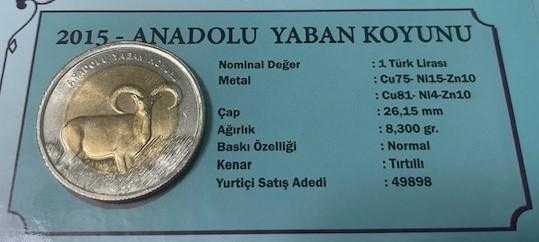 2015 - ANADOLU YABAN KOYUNU
ANADOLU YABAN KOYUNU
Nominal Değer : 1 Türk Lirası
Metal : Cu75- Ni15-Zn10
: Cu81- Ni4-Zn10
Çap : 26,15 mm
Ağırlık : 8,300 gr.
Baskı Özelliği : Normal
Kenar : Tırtıllı
Yurtiçi Satış Adedi : 49898